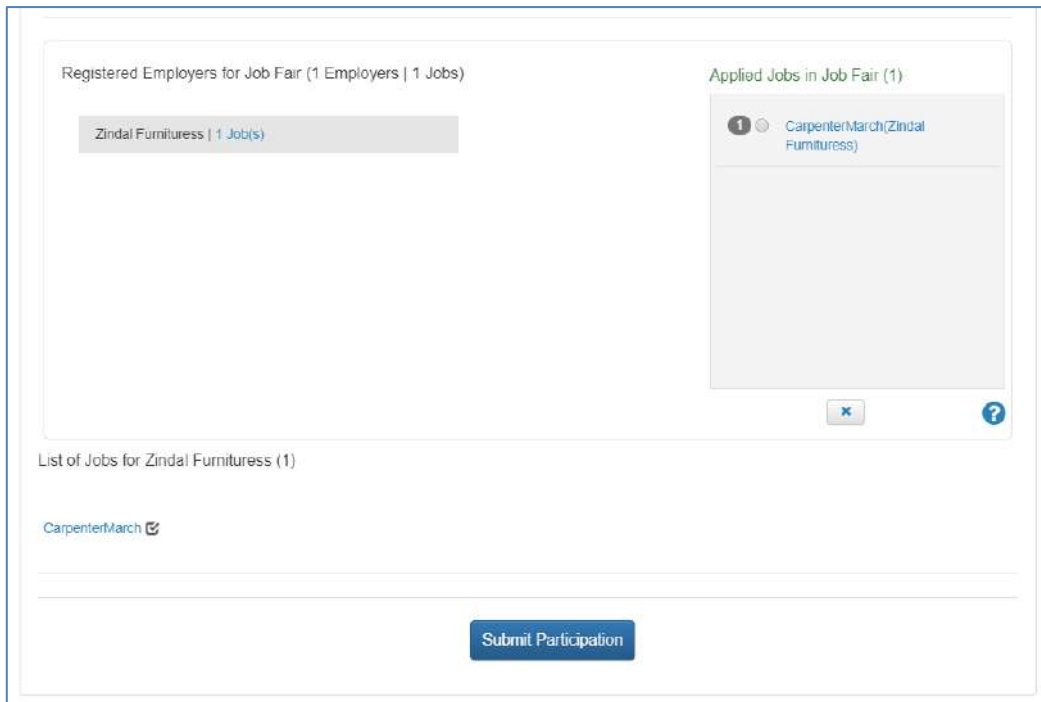 Registered Employers for Job Fair (1 Employers | 1 Jobs)
Zindal Furnituress | 1 Job(s)
Applied Jobs in Job Fair (1)
1 CarpenterMarch(Zindal
Furnituress)
?
List of Jobs for Zindal Furnituress (1)
CarpenterMarch
Submit Participation